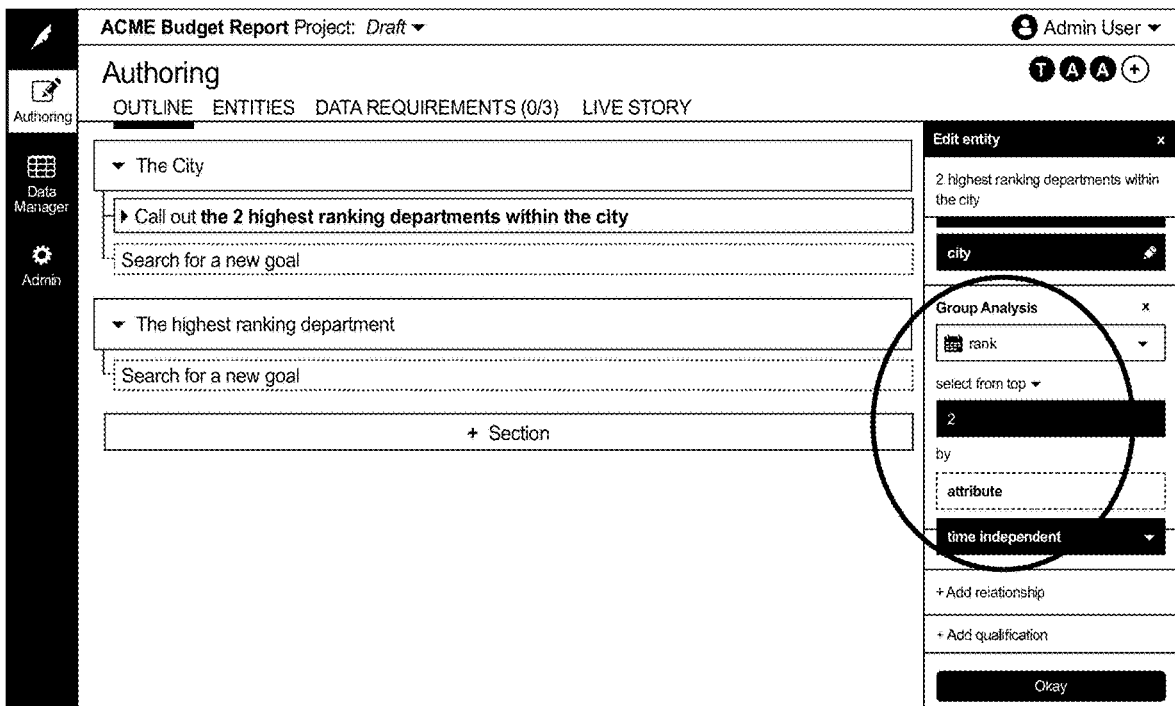 ACME Budget Report Project: Draft
Admin User
Authoring
T A A +
OUTLINE ENTITIES DATA REQUIREMENTS (0/3) LIVE STORY
Authoring
Data
Manager
Admin
The City
Call out the 2 highest ranking departments within the city
Search for a new goal
The highest ranking department
Search for a new goal
+ Section
Edit entity x
2 highest ranking departments within
the city
city
Group Analysis x
rank
select from top
2
by
attribute
time independent
+ Add relationship
+ Add qualification
Okay